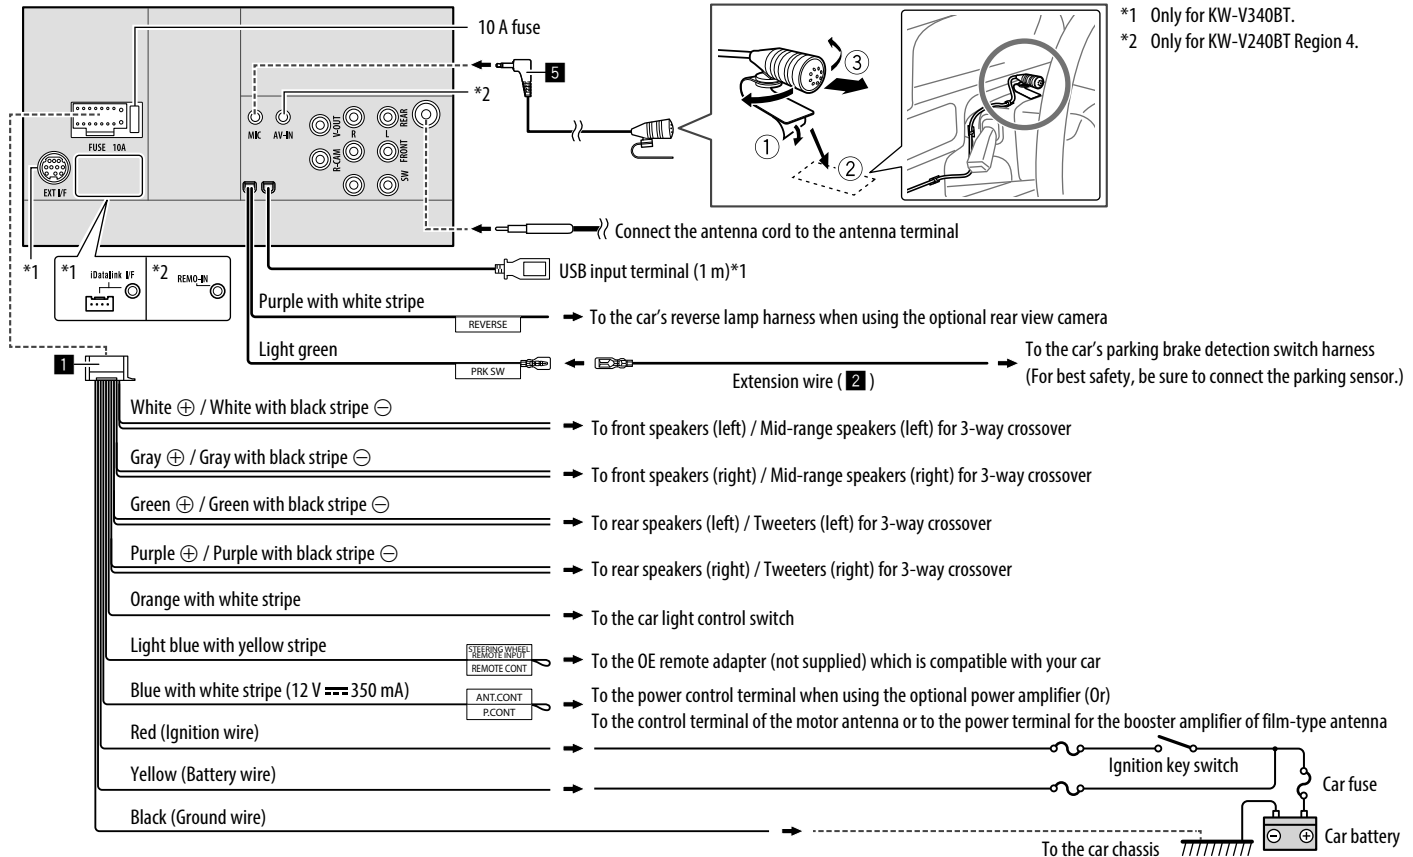 *1 Only for KW-V340BT.
*2 Only for KW-V240BT Region 4.
10 A fuse
5
*2
3
1
2
MIC
AV-IN
V-OUT
R-CAM
R
L
REAR
FRONT
SW
FUSE 10A
EXT I/F
Connect the antenna cord to the antenna terminal
*1
*1
iDatalink I/F
*2
REMO-IN
USB input terminal (1 m)*1
Purple with white stripe
REVERSE
To the car's reverse lamp harness when using the optional rear view camera
Light green
PRK SW
Extension wire ( 2 )
To the car's parking brake detection switch harness
(For best safety, be sure to connect the parking sensor.)
1
White ⊕ / White with black stripe ⊖
To front speakers (left) / Mid-range speakers (left) for 3-way crossover
Gray ⊕ / Gray with black stripe ⊖
To front speakers (right) / Mid-range speakers (right) for 3-way crossover
Green ⊕ / Green with black stripe ⊖
To rear speakers (left) / Tweeters (left) for 3-way crossover
Purple ⊕ / Purple with black stripe ⊖
To rear speakers (right) / Tweeters (right) for 3-way crossover
Orange with white stripe
To the car light control switch
Light blue with yellow stripe
STEERING WHEEL
REMOTE INPUT
REMOTE CONT
To the OE remote adapter (not supplied) which is compatible with your car
Blue with white stripe (12 V ⎓ 350 mA)
ANT.CONT
P.CONT
To the power control terminal when using the optional power amplifier (Or)
To the control terminal of the motor antenna or to the power terminal for the booster amplifier of film-type antenna
Red (Ignition wire)
Ignition key switch
Yellow (Battery wire)
Car fuse
Black (Ground wire)
⊖ ⊕
Car battery
To the car chassis